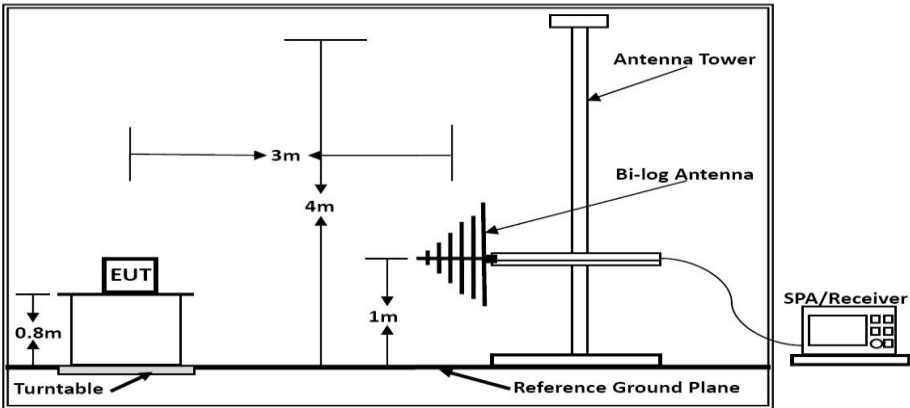 Antenna Tower
3m
Bi-log Antenna
4m
EUT
SPA/Receiver
1m
0.8m
Turntable
Reference Ground Plane